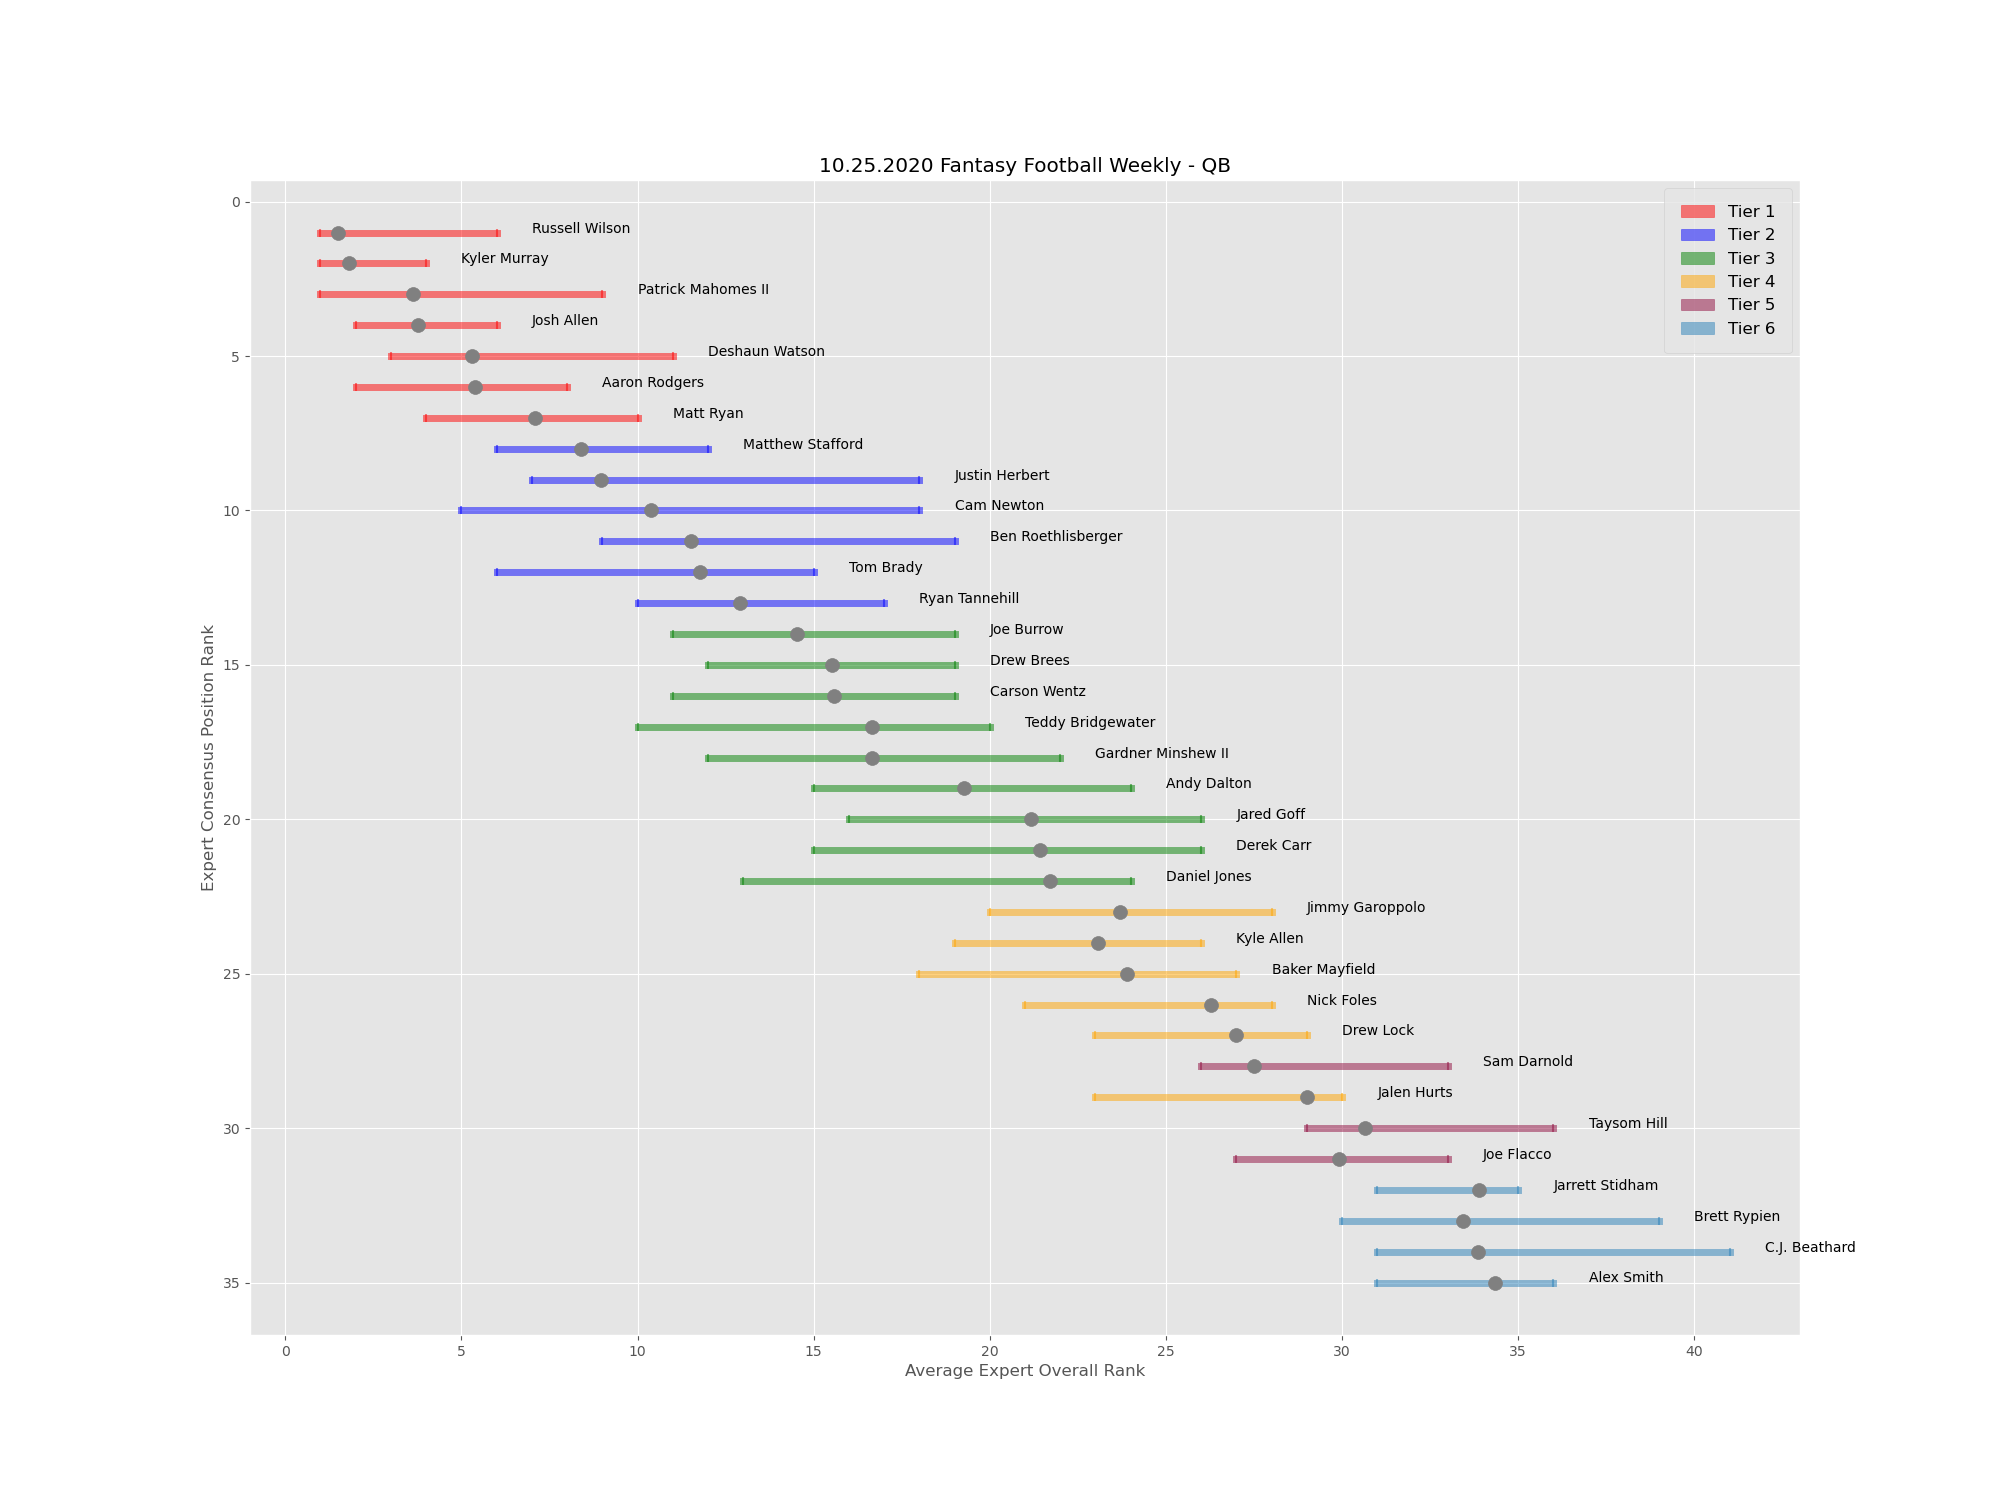 10.25.2020 Fantasy Football Weekly - QB
Tier 1
Tier 2
Tier 3
Tier 4
Tier 5
Tier 6
Russell Wilson
Kyler Murray
Patrick Mahomes II
Josh Allen
Deshaun Watson
Aaron Rodgers
Matt Ryan
Matthew Stafford
Justin Herbert
Cam Newton
Ben Roethlisberger
Tom Brady
Ryan Tannehill
Joe Burrow
Drew Brees
Carson Wentz
Teddy Bridgewater
Gardner Minshew II
Andy Dalton
Jared Goff
Derek Carr
Daniel Jones
Jimmy Garoppolo
Kyle Allen
Baker Mayfield
Nick Foles
Drew Lock
Sam Darnold
Jalen Hurts
Taysom Hill
Joe Flacco
Jarrett Stidham
Brett Rypien
C.J. Beathard
Alex Smith
Expert Consensus Position Rank
0
5
10
15
20
25
30
35
0 5 10 15 20 25 30 35 40
Average Expert Overall Rank